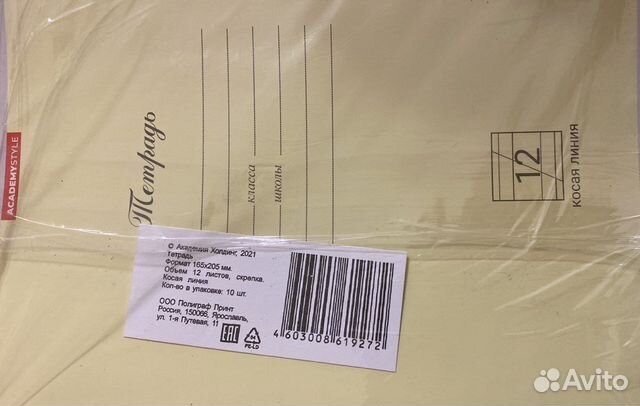 ACADEMYSTYLE
Тетрадь
класса
школы
12
косая линия
© Академия Холдинг, 2021
Тетрадь
Формат 165х205 мм.
Объем 12 листов, скрепка.
Косая линия
Кол-во в упаковке: 10 шт.
ООО Полиграф Принт
Россия, 150066, Ярославль,
ул. 1-я Путевая, 11
EAC
PE-LD
4 603008 619272
Avito